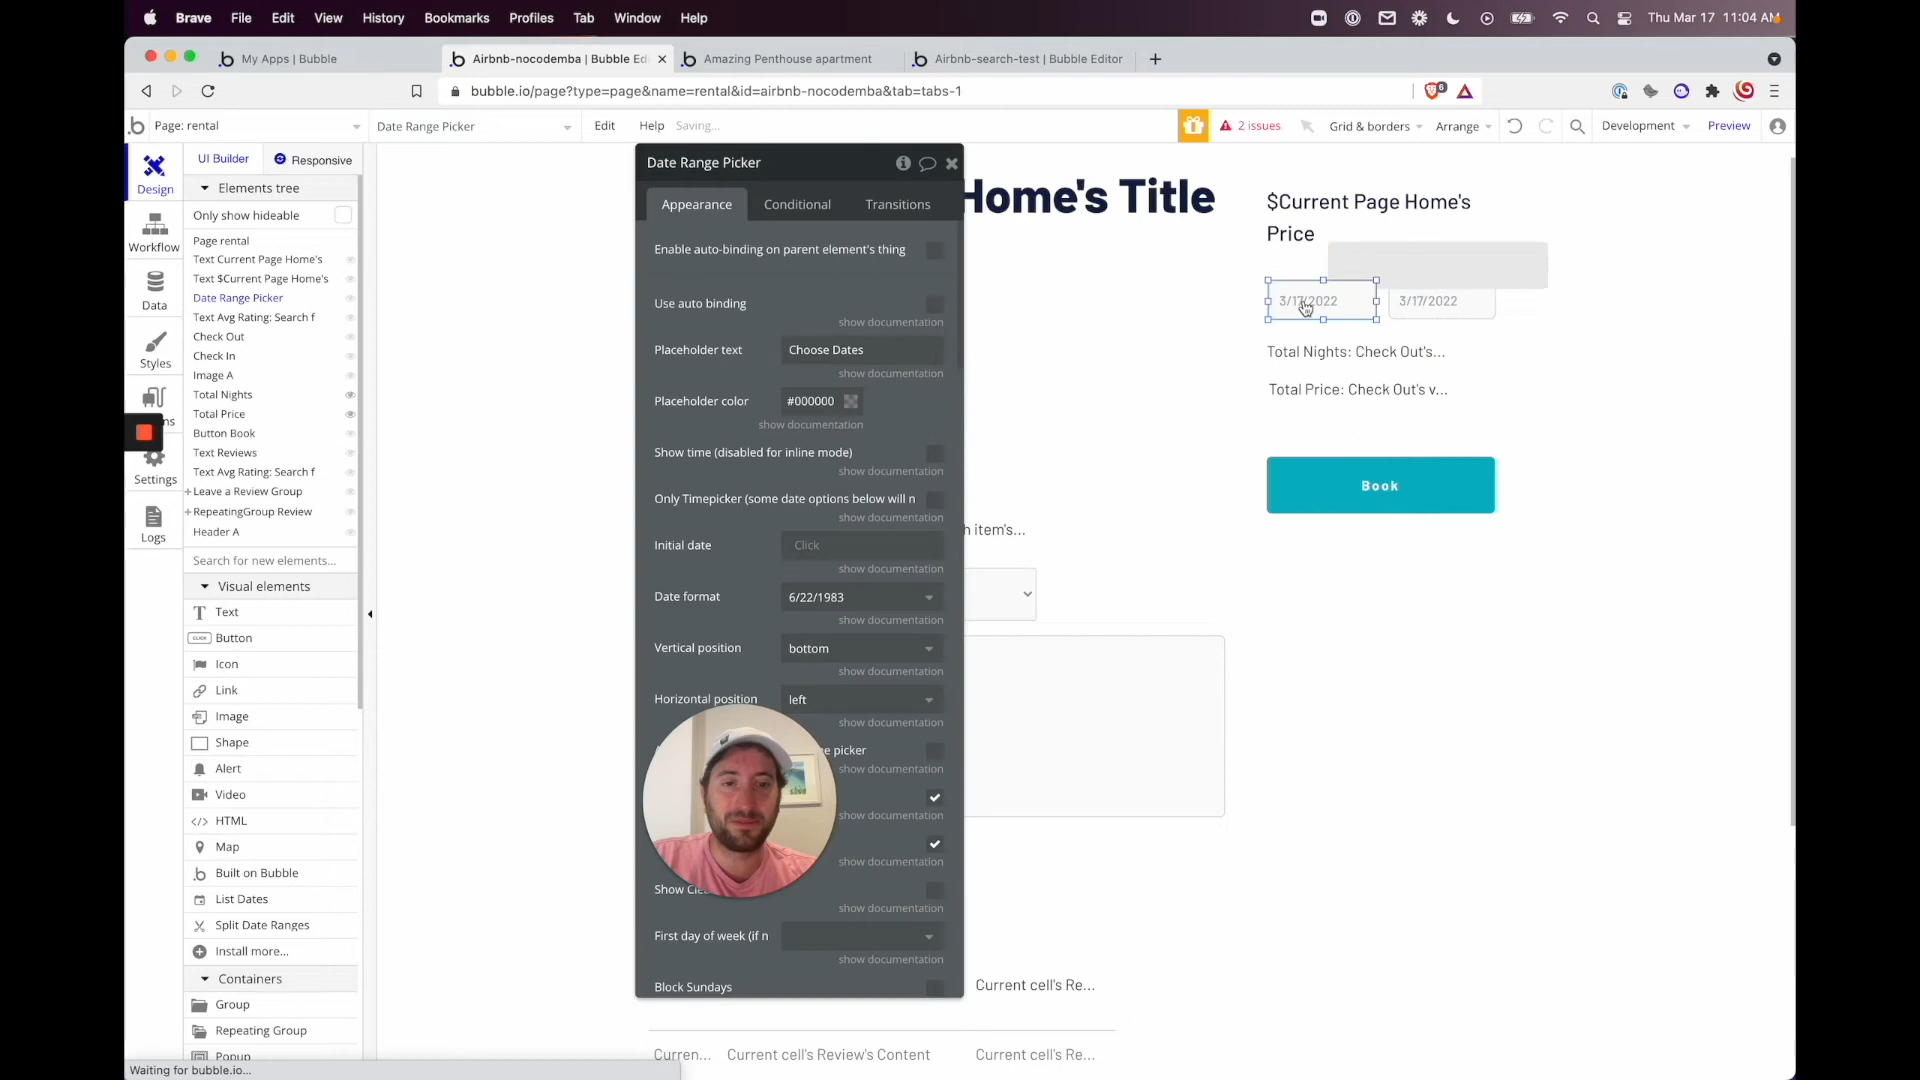 Brave File Edit View History Bookmarks Profiles Tab Window Help Thu Mar 17 11:04 AM
My Apps | Bubble
Airbnb-nocodemba | Bubble Ed
Amazing Penthouse apartment
Airbnb-search-test | Bubble Editor
bubble.io/page?type=page&name=rental&id=airbnb-nocodemba&tab=tabs-1
Page: rental
Date Range Picker
Edit Help Saving...
2 issues
Grid & borders Arrange
Development Preview
Design
Workflow
Data
Styles
ns
Settings
Logs
UI Builder
Responsive
Elements tree
Only show hideable
Page rental
Text Current Page Home's
Text $Current Page Home's
Date Range Picker
Text Avg Rating: Search f
Check Out
Check In
Image A
Total Nights
Total Price
Button Book
Text Reviews
Text Avg Rating: Search f
Leave a Review Group
RepeatingGroup Review
Header A
Search for new elements...
Visual elements
Text
CLICK Button
Icon
Link
Image
Shape
Alert
Video
HTML
Map
Built on Bubble
List Dates
Split Date Ranges
Install more...
Containers
Group
Repeating Group
Popup
Waiting for bubble.io...
Date Range Picker
Appearance Conditional Transitions
Enable auto-binding on parent element's thing
Use auto binding
show documentation
Placeholder text Choose Dates
show documentation
Placeholder color #000000
show documentation
Show time (disabled for inline mode)
show documentation
Only Timepicker (some date options below will n
show documentation
Initial date Click
show documentation
Date format 6/22/1983
show documentation
Vertical position bottom
show documentation
Horizontal position left
show documentation
picker
show documentation
show documentation
show documentation
Show Cle
show documentation
First day of week (if n
show documentation
Block Sundays
Home's Title
$Current Page Home's
Price
3/17/2022 3/17/2022
Total Nights: Check Out's...
Total Price: Check Out's v...
Book
h item's...
Current cell's Re...
Curren... Current cell's Review's Content Current cell's Re...